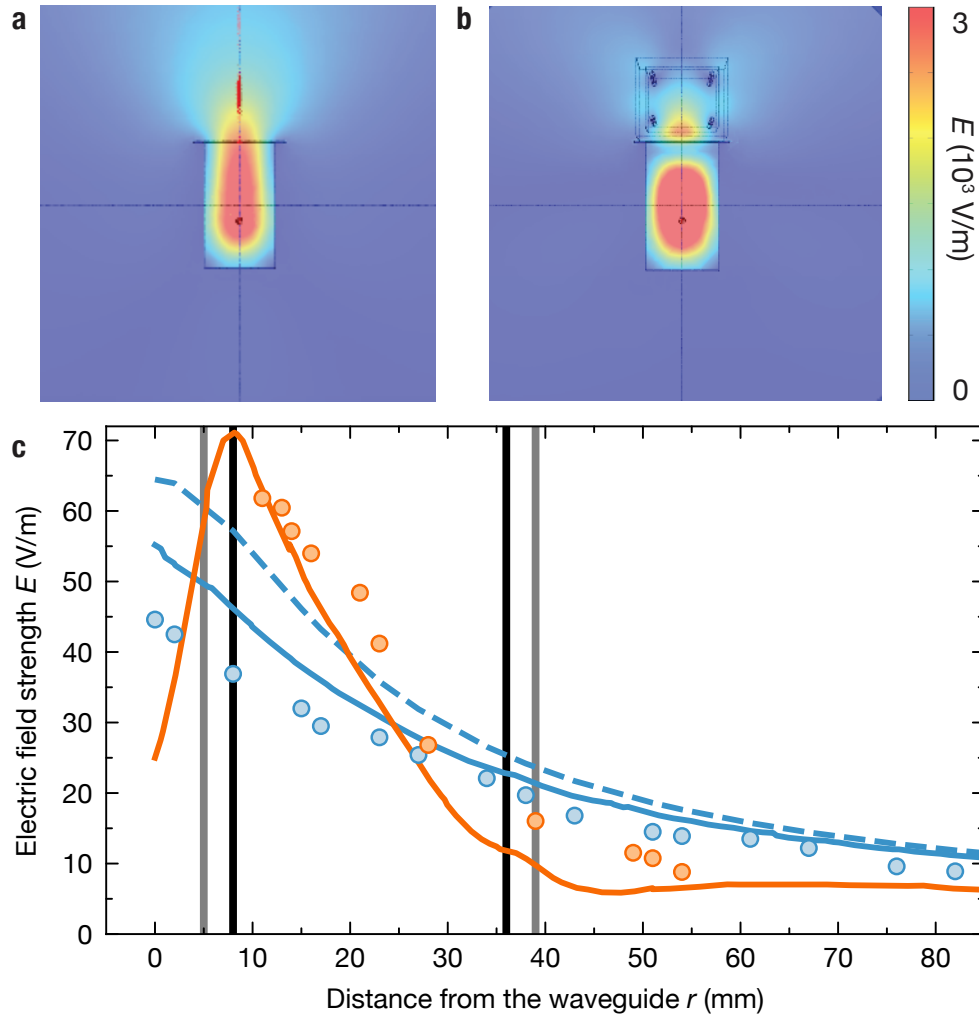 a
b
3
E (10³ V/m)
0
c
70
60
50
40
30
20
10
0
Electric field strength E (V/m)
0 10 20 30 40 50 60 70 80
Distance from the waveguide r (mm)